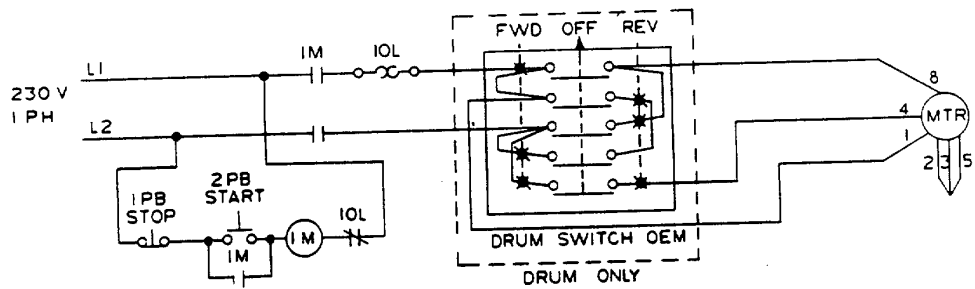 FWD OFF REV
1M 1OL
L1
230 V
1 PH
L2
8
4
MTR
1
2 3 5
1PB
STOP
2PB
START
1M
1OL
1M
DRUM SWITCH OEM
DRUM ONLY